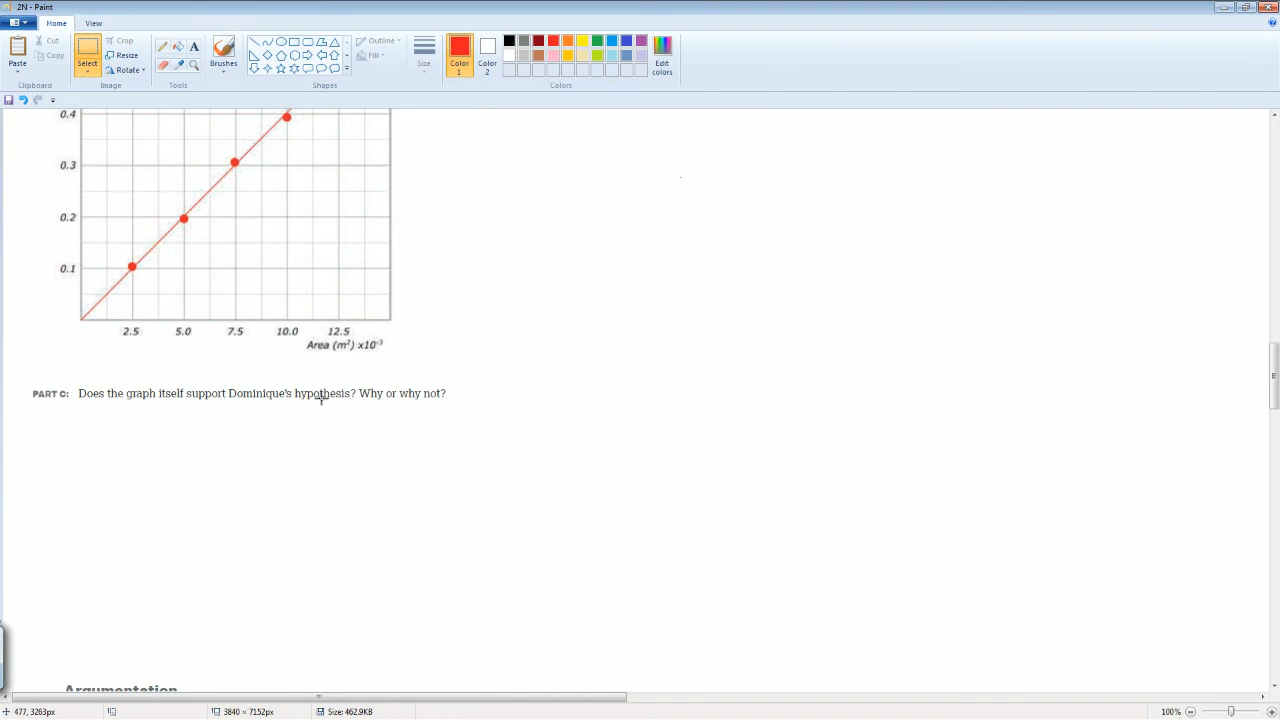 2N - Paint
Home View
Paste
Cut
Copy
Clipboard
Select
Crop
Resize
Rotate
Image
Tools
Brushes
Shapes
Outline
Fill
Size
Color 1
Color 2
Edit colors
Colors
0.4
0.3
0.2
0.1
2.5 5.0 7.5 10.0 12.5
Area (m²) x10⁻³
PART C: Does the graph itself support Dominique's hypothesis? Why or why not?
Argumentation
477, 3263px
3840 × 7152px
Size: 462.9KB
100%